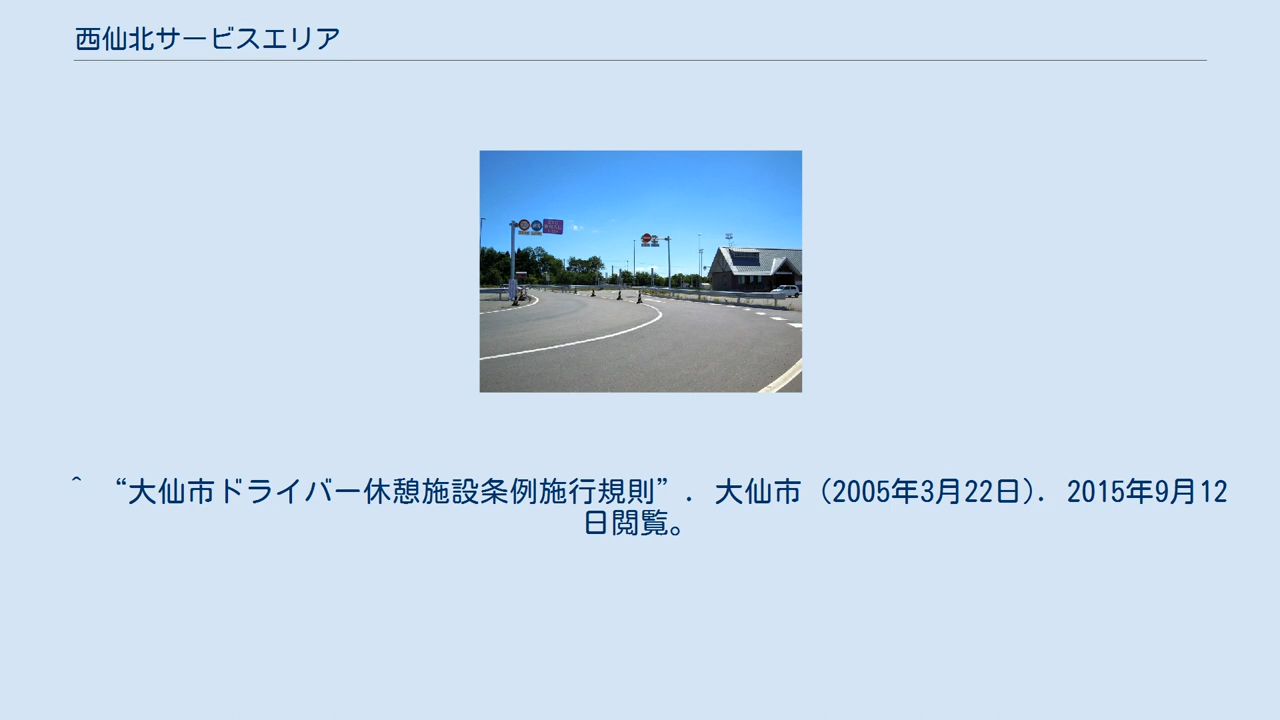 西仙北サービスエリア
^ “大仙市ドライバー休憩施設条例施行規則”. 大仙市 (2005年3月22日). 2015年9月12
日閲覧。